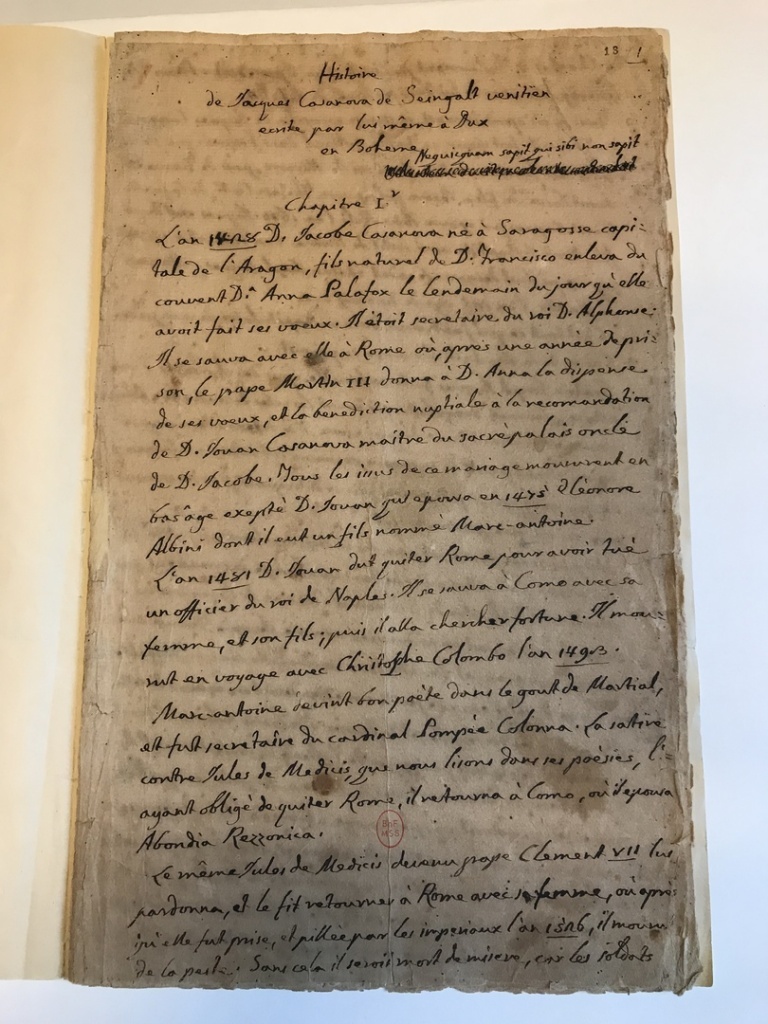 18 1
Histoire
de Jacques Casanova de Seingalt venitien
ecrite par lui même à Dux
en Boheme
Nequicquam sapit qui sibi non sapit
Chapitre I.r
L'an 1428 D. Jacobe Casanova né à Saragosse capi-
tale de l'Aragon, fils naturel de D. Francisco enleva du
couvent D.a Anna Palafox le lendemain du jour qu'elle
avoit fait ses voeux. Il étoit secretaire du roi D. Alphonse.
Il se sauva avec elle à Rome où, après une année de pri-
son, le pape Martin III donna à D. Anna la dispense
de ses voeux, et la benediction nuptiale à la recomandation
de D. Jouan Casanova maître du sacré palais oncle
de D. Jacobe. Tous les issus de ce mariage moururent en
bas âge exepté D. Jouan qui epousa en 1475 Eléonore
Albini dont il eut un fils nommé Marc-antoine.
L'an 1481 D. Jouan dut quiter Rome pour avoir tué
un officier du roi de Naples. Il se sauva à Como avec sa
femme, et son fils; puis il alla chercher fortune. Il mou-
rut en voyage avec Christophe Colombo l'an 1493.
Marc-antoine devint bon poète dans le gout de Martial,
et fut secretaire du cardinal Pompée Colonna. La satire
contre Jules de Medicis, que nous lisons dans ses poèsies, l'-
ayant obligé de quiter Rome, il retourna à Como, où il epousa
Abondia Rezzonica.
BnF
MSS
Le même Jules de Medicis devenu pape Clement VII lui
pardonna, et le fit retourner à Rome avec sa femme, où après
qu'elle fut prise, et pillée par les imperiaux l'an 1526, il mouru
de la peste. Sans cela il seroit mort de misere, car les soldats